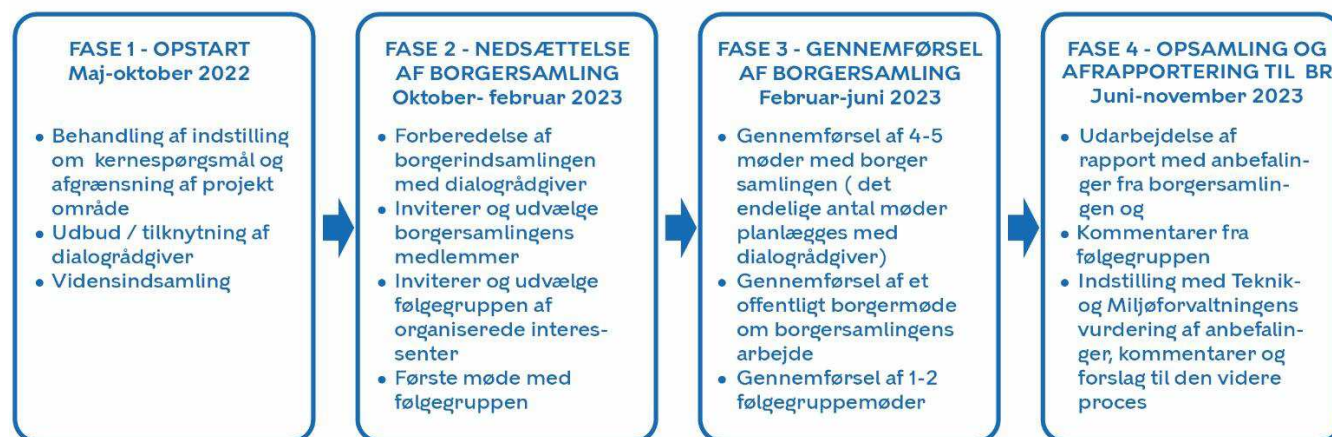 FASE 1 - OPSTART
Maj-oktober 2022
• Behandling af indstilling
om kernespørgsmål og
afgrænsning af projekt
område
• Udbud / tilknytning af
dialogrådgiver
• Vidensindsamling
FASE 2 - NEDSÆTTELSE
AF BORGERSAMLING
Oktober- februar 2023
• Forberedelse af
borgerindsamlingen
med dialogrådgiver
• Inviterer og udvælge
borgersamlingens
medlemmer
• Inviterer og udvælge
følgegruppen af
organiserede interes-
senter
• Første møde med
følgegruppen
FASE 3 - GENNEMFØRSEL
AF BORGERSAMLING
Februar-juni 2023
• Gennemførsel af 4-5
møder med borger
samlingen ( det
endelige antal møder
planlægges med
dialogrådgiver)
• Gennemførsel af et
offentligt borgermøde
om borgersamlingens
arbejde
• Gennemførsel af 1-2
følgegruppemøder
FASE 4 - OPSAMLING OG
AFRAPPORTERING TIL BR
Juni-november 2023
• Udarbejdelse af
rapport med anbefalin-
ger fra borgersamlin-
gen og
• Kommentarer fra
følgegruppen
• Indstilling med Teknik-
og Miljøforvaltningens
vurdering af anbefalin-
ger, kommentarer og
forslag til den videre
proces